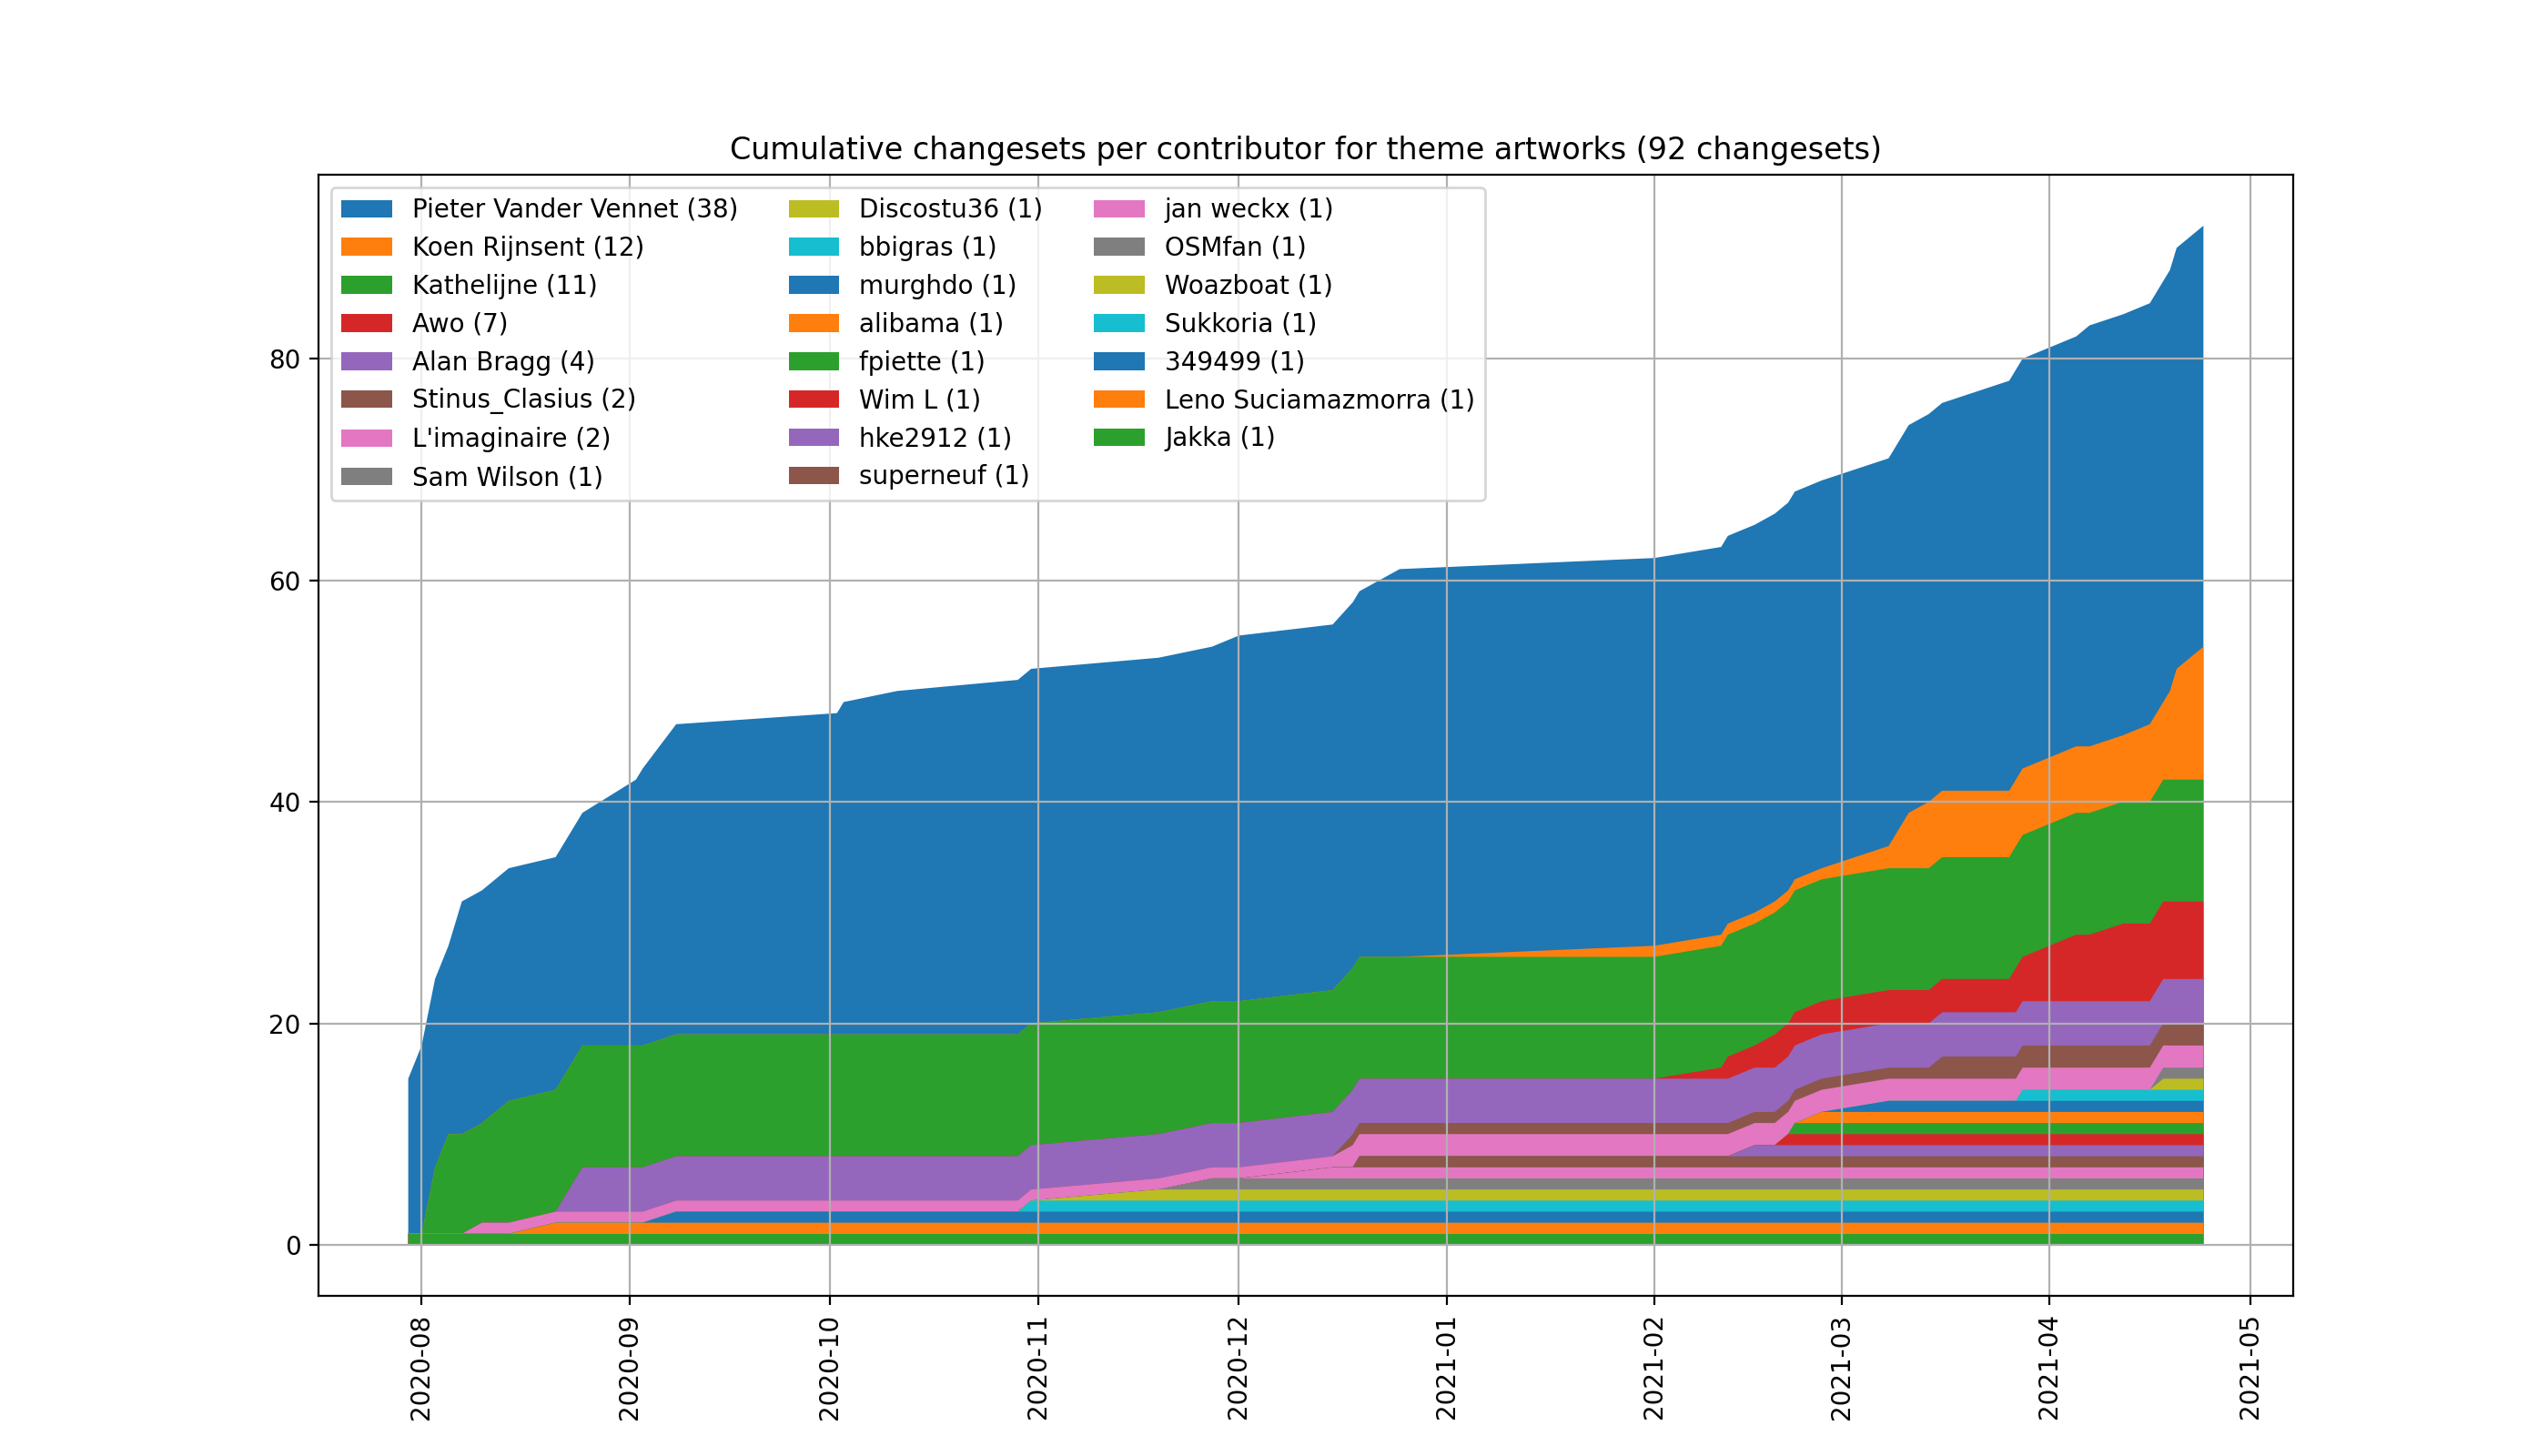 Cumulative changesets per contributor for theme artworks (92 changesets)
Pieter Vander Vennet (38)
Koen Rijnsent (12)
Kathelijne (11)
Awo (7)
Alan Bragg (4)
Stinus_Clasius (2)
L'imaginaire (2)
Sam Wilson (1)
Discostu36 (1)
bbigras (1)
murghdo (1)
alibama (1)
fpiette (1)
Wim L (1)
hke2912 (1)
superneuf (1)
jan weckx (1)
OSMfan (1)
Woazboat (1)
Sukkoria (1)
349499 (1)
Leno Suciamazmorra (1)
Jakka (1)
80
60
40
20
0
2020-08
2020-09
2020-10
2020-11
2020-12
2021-01
2021-02
2021-03
2021-04
2021-05